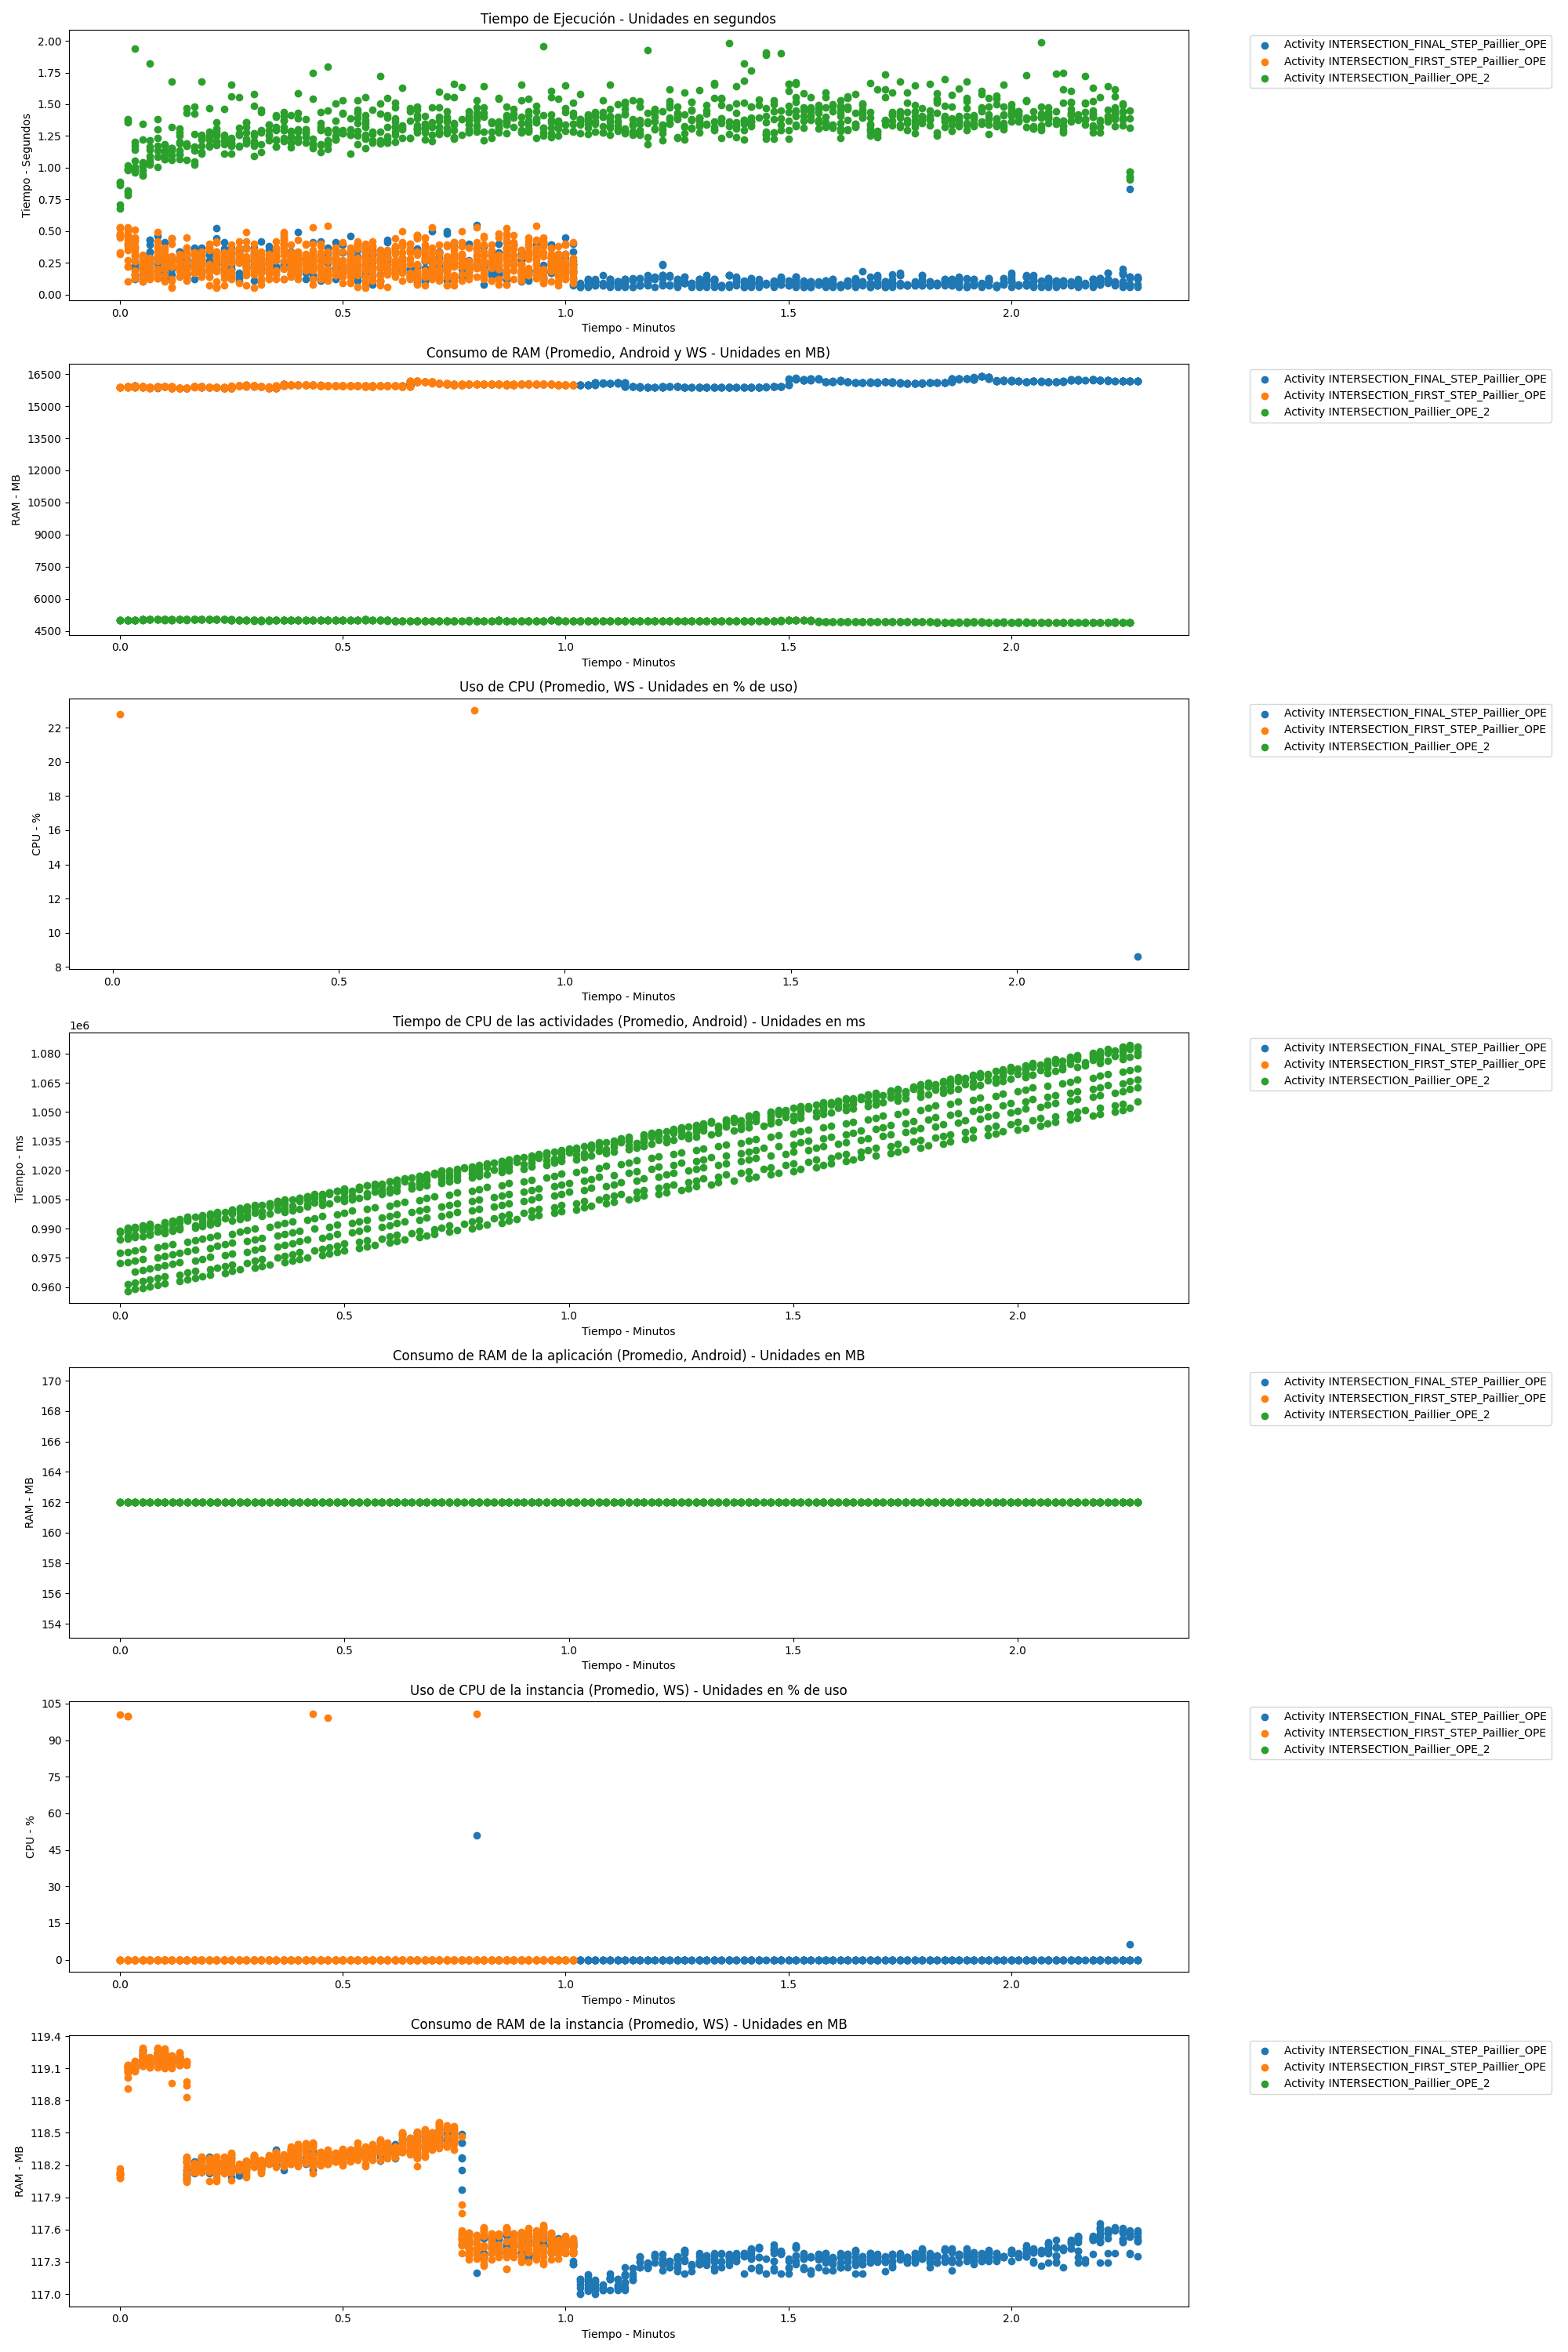 Tiempo de Ejecución - Unidades en segundos
2.00
1.75
1.50
1.25
1.00
0.75
0.50
0.25
0.00
Tiempo - Segundos
0.0 0.5 1.0 1.5 2.0
Tiempo - Minutos
Activity INTERSECTION_FINAL_STEP_Paillier_OPE
Activity INTERSECTION_FIRST_STEP_Paillier_OPE
Activity INTERSECTION_Paillier_OPE_2
Consumo de RAM (Promedio, Android y WS - Unidades en MB)
16500
15000
13500
12000
10500
9000
7500
6000
4500
RAM - MB
0.0 0.5 1.0 1.5 2.0
Tiempo - Minutos
Activity INTERSECTION_FINAL_STEP_Paillier_OPE
Activity INTERSECTION_FIRST_STEP_Paillier_OPE
Activity INTERSECTION_Paillier_OPE_2
Uso de CPU (Promedio, WS - Unidades en % de uso)
22
20
18
16
14
12
10
8
CPU - %
0.0 0.5 1.0 1.5 2.0
Tiempo - Minutos
Activity INTERSECTION_FINAL_STEP_Paillier_OPE
Activity INTERSECTION_FIRST_STEP_Paillier_OPE
Activity INTERSECTION_Paillier_OPE_2
Tiempo de CPU de las actividades (Promedio, Android) - Unidades en ms
1e6
1.080
1.065
1.050
1.035
1.020
1.005
0.990
0.975
0.960
Tiempo - ms
0.0 0.5 1.0 1.5 2.0
Tiempo - Minutos
Activity INTERSECTION_FINAL_STEP_Paillier_OPE
Activity INTERSECTION_FIRST_STEP_Paillier_OPE
Activity INTERSECTION_Paillier_OPE_2
Consumo de RAM de la aplicación (Promedio, Android) - Unidades en MB
170
168
166
164
162
160
158
156
154
RAM - MB
0.0 0.5 1.0 1.5 2.0
Tiempo - Minutos
Activity INTERSECTION_FINAL_STEP_Paillier_OPE
Activity INTERSECTION_FIRST_STEP_Paillier_OPE
Activity INTERSECTION_Paillier_OPE_2
Uso de CPU de la instancia (Promedio, WS) - Unidades en % de uso
105
90
75
60
45
30
15
0
CPU - %
0.0 0.5 1.0 1.5 2.0
Tiempo - Minutos
Activity INTERSECTION_FINAL_STEP_Paillier_OPE
Activity INTERSECTION_FIRST_STEP_Paillier_OPE
Activity INTERSECTION_Paillier_OPE_2
Consumo de RAM de la instancia (Promedio, WS) - Unidades en MB
119.4
119.1
118.8
118.5
118.2
117.9
117.6
117.3
117.0
RAM - MB
0.0 0.5 1.0 1.5 2.0
Tiempo - Minutos
Activity INTERSECTION_FINAL_STEP_Paillier_OPE
Activity INTERSECTION_FIRST_STEP_Paillier_OPE
Activity INTERSECTION_Paillier_OPE_2